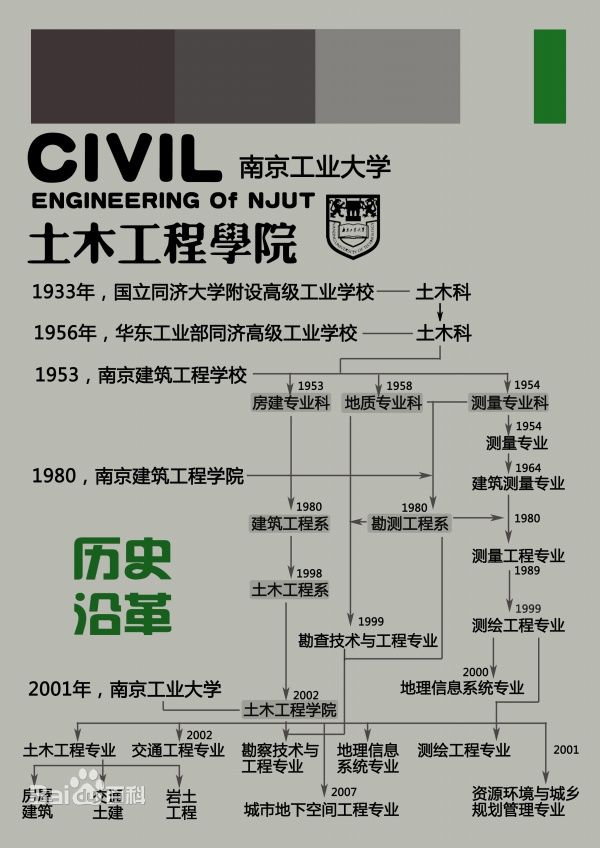 CIVIL 南京工业大学
ENGINEERING Of NJUT
土木工程學院
1933年，国立同济大学附设高级工业学校 土木科
1956年，华东工业部同济高级工业学校 土木科
1953，南京建筑工程学校
1953 1958 1954
房建专业科 地质专业科 测量专业科
1954
测量专业
1964
1980，南京建筑工程学院 建筑测量专业
1980 1980 1980
建筑工程系 勘测工程系
历史
沿革
测量工程专业
1998 1989
土木工程系
1999 1999
勘查技术与工程专业 测绘工程专业
2000
2001年，南京工业大学 地理信息系统专业
2002
土木工程学院
2002
土木工程专业 交通工程专业 勘察技术与 地理信息 测绘工程专业 2001
工程专业 系统专业
2007
房屋 交通 岩土 资源环境与城乡
建筑 土建 工程 城市地下空间工程专业 规划管理专业
Bai 百科